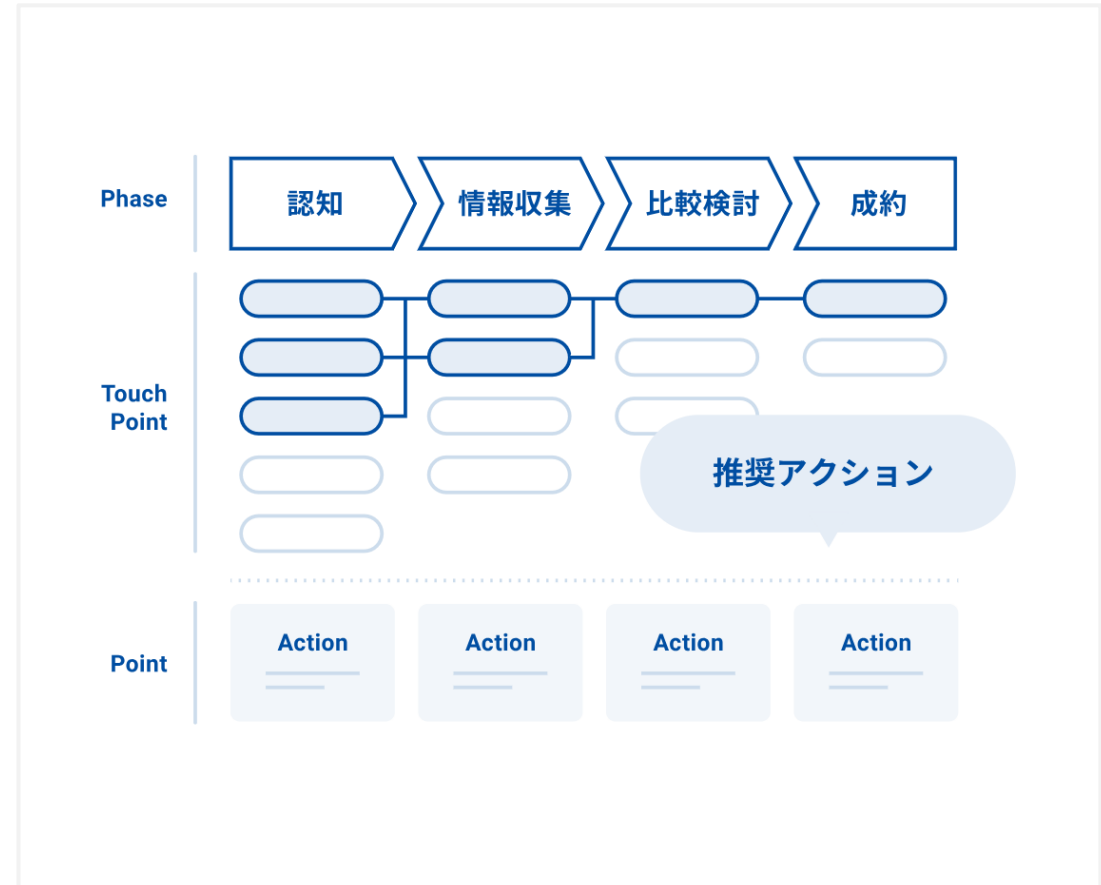 Phase
認知
情報収集
比較検討
成約
Touch
Point
推奨アクション
Point
Action
Action
Action
Action